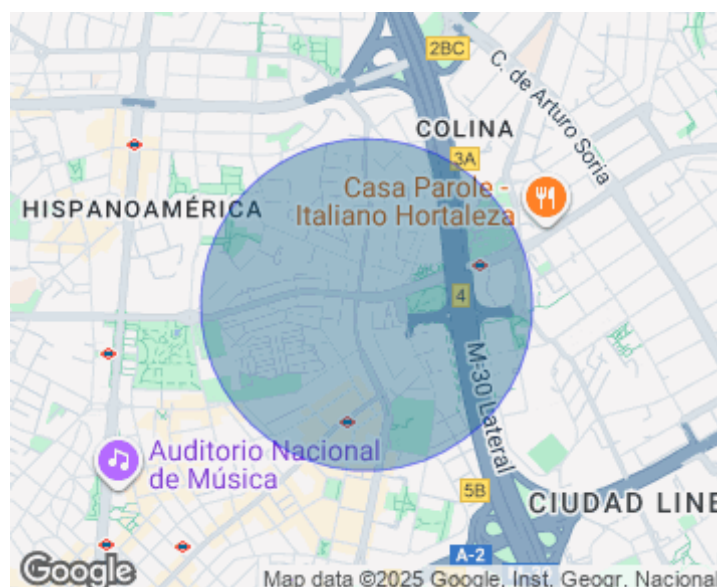 2BC
C. de Arturo Soria
COLINA
3A
Casa Parole -
Italiano Hortaleza
HISPANOAMÉRICA
4
M-30 Lateral
Auditorio Nacional
de Música
5B
CIUDAD LINE
A-2
Google
Map data ©2025 Google, Inst. Geogr. Nacional